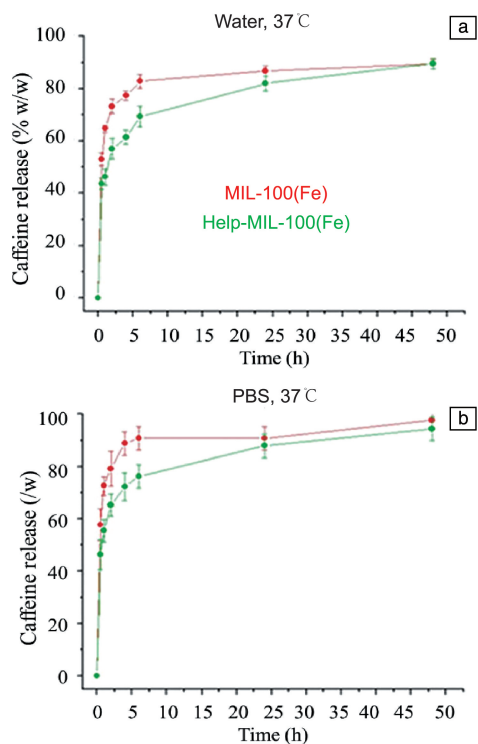 Water, 37℃
a
100
80
60
40
20
0
Caffeine release (% w/w)
MIL-100(Fe)
Help-MIL-100(Fe)
0 5 10 15 20 25 30 35 40 45 50
Time (h)
PBS, 37℃
b
100
80
60
40
20
0
Caffeine release (/w)
0 5 10 15 20 25 30 35 40 45 50
Time (h)